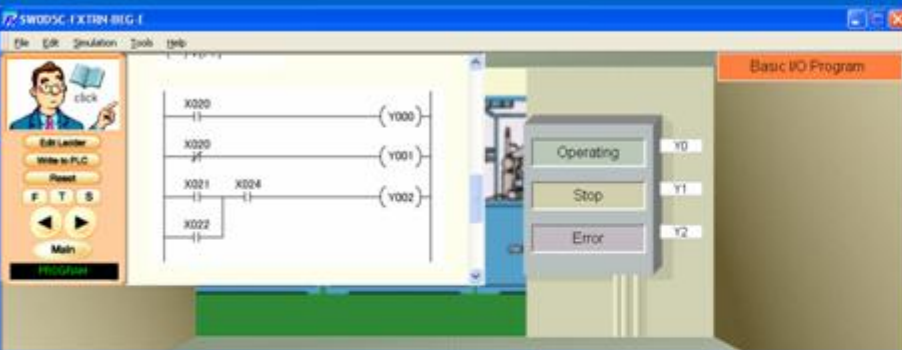 SW0D5C-FXTRN-BEG-E
File Edit Simulation Tools Help
Basic I/O Program
click
Edit Ladder
Write to PLC
Reset
F T S
Main
PROGRAM
X020
Y000
X020
Y001
X021 X024
Y002
X022
Operating Y0
Stop Y1
Error Y2